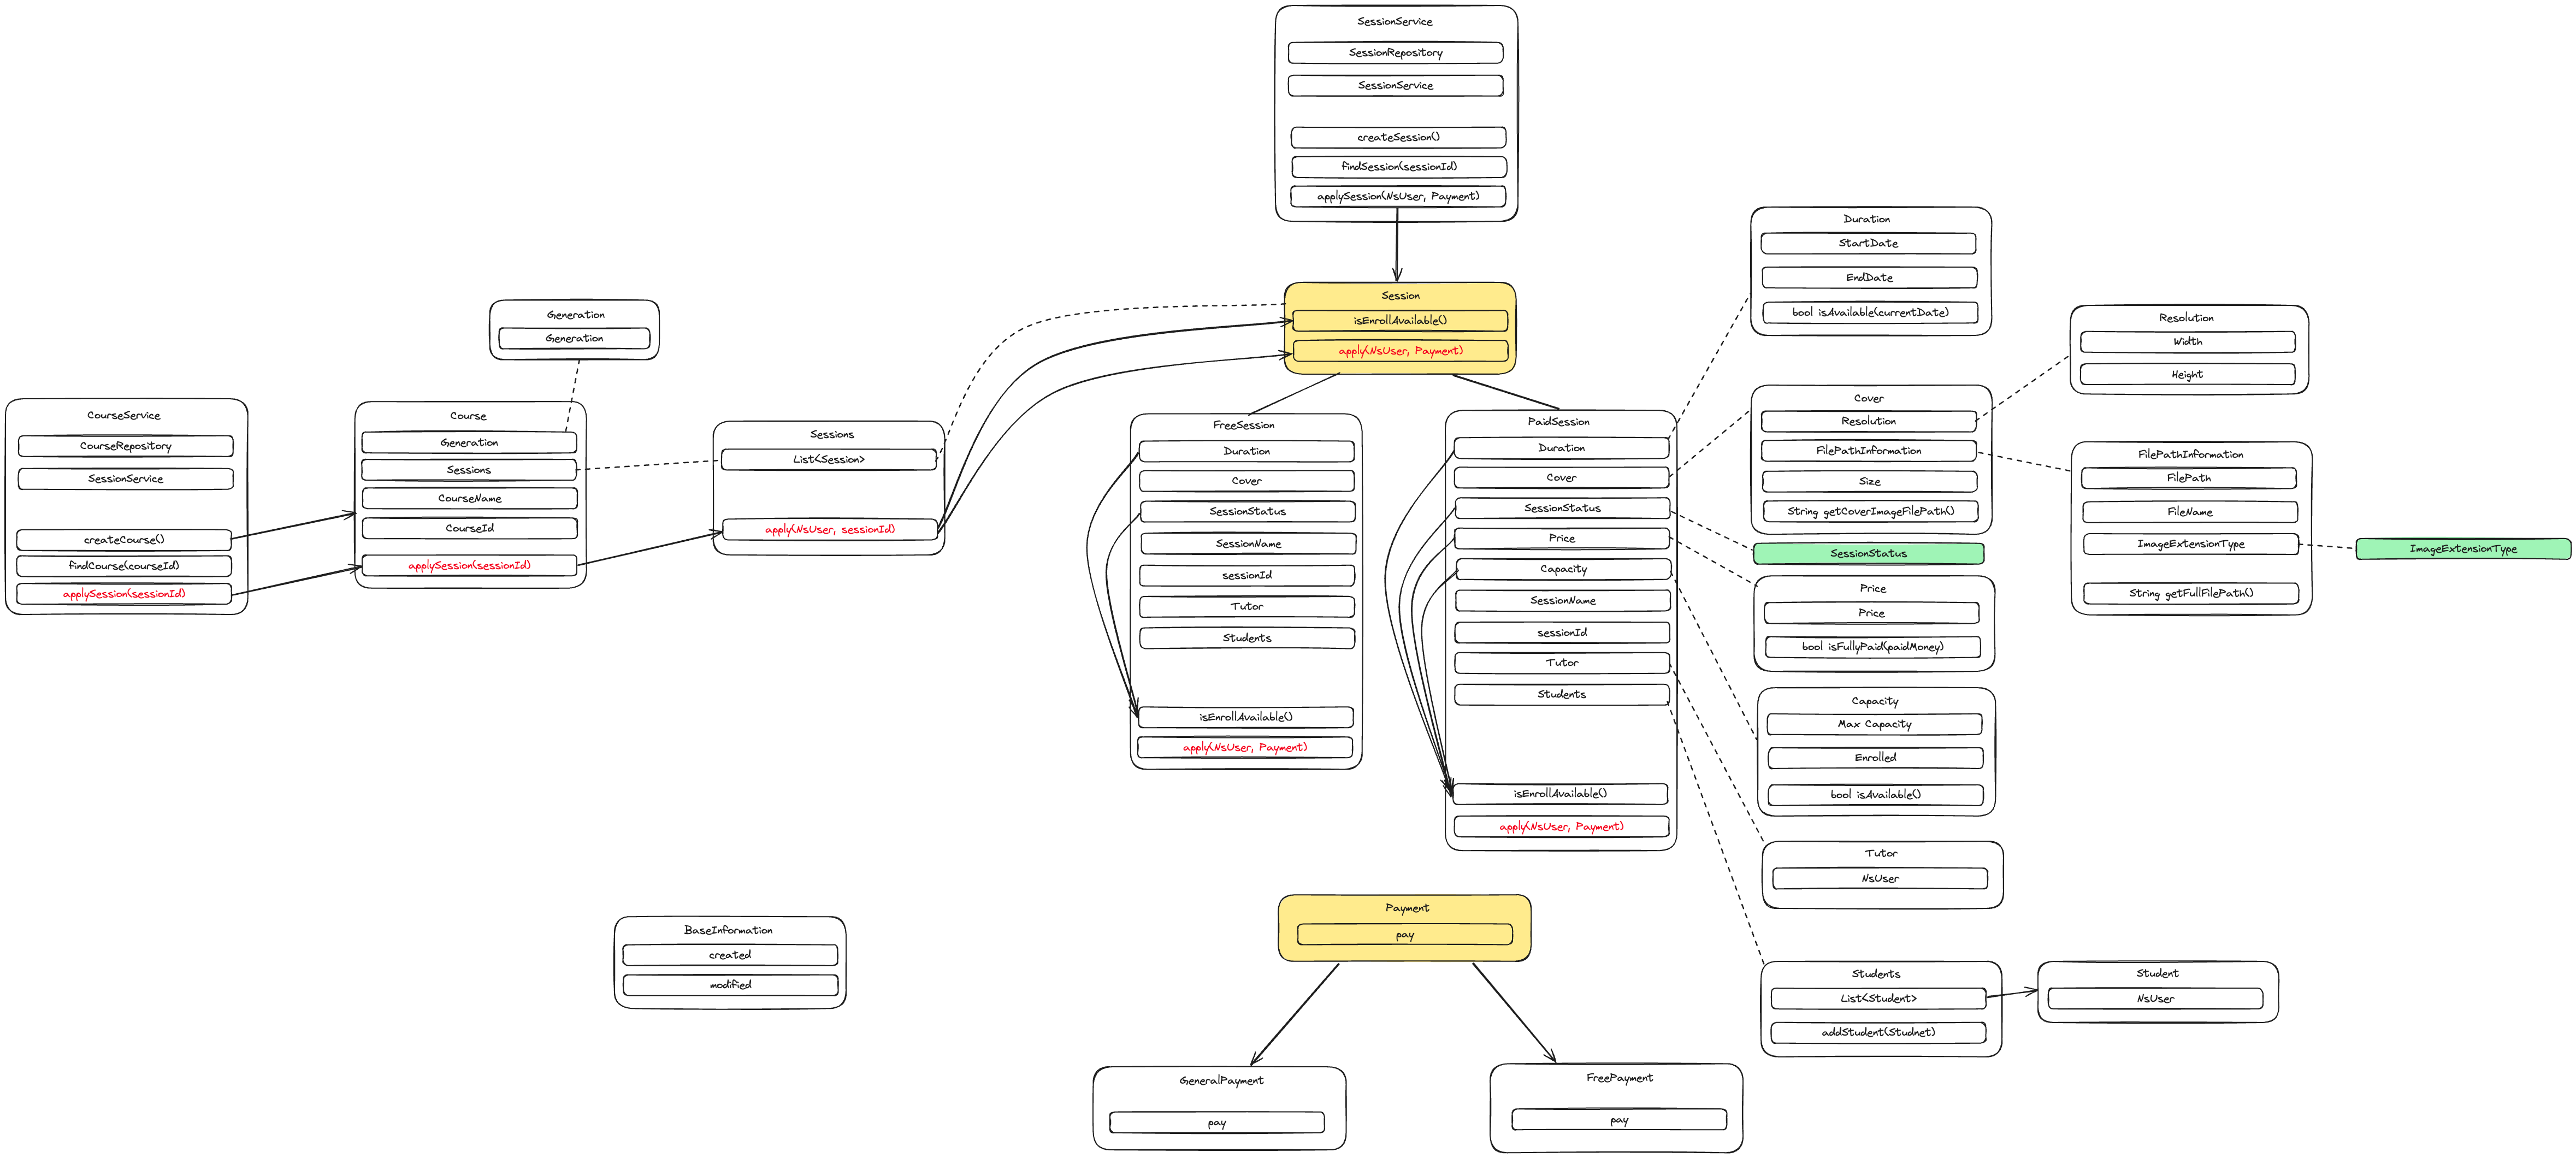 SessionService
SessionRepository
SessionService
createSession()
findSession(sessionId)
applySession(NsUser, Payment)
Session
isEnrollAvailable()
apply(NsUser, Payment)
Generation
Generation
CourseService
CourseRepository
SessionService
createCourse()
findCourse(courseId)
applySession(sessionId)
Course
Generation
Sessions
CourseName
CourseId
applySession(sessionId)
Sessions
List<Session>
apply(NsUser, sessionId)
FreeSession
Duration
Cover
SessionStatus
SessionName
sessionId
Tutor
Students
isEnrollAvailable()
apply(NsUser, Payment)
PaidSession
Duration
Cover
SessionStatus
Price
Capacity
SessionName
sessionId
Tutor
Students
isEnrollAvailable()
apply(NsUser, Payment)
Duration
StartDate
EndDate
bool isAvailable(currentDate)
Cover
Resolution
FilePathInformation
Size
String getCoverImageFilePath()
SessionStatus
Price
Price
bool isFullyPaid(paidMoney)
Capacity
Max Capacity
Enrolled
bool isAvailable()
Tutor
NsUser
Students
List<Student>
addStudent(Studnet)
Student
NsUser
Resolution
Width
Height
FilePathInformation
FilePath
FileName
ImageExtensionType
String getFullFilePath()
ImageExtensionType
BaseInformation
created
modified
Payment
pay
GeneralPayment
pay
FreePayment
pay